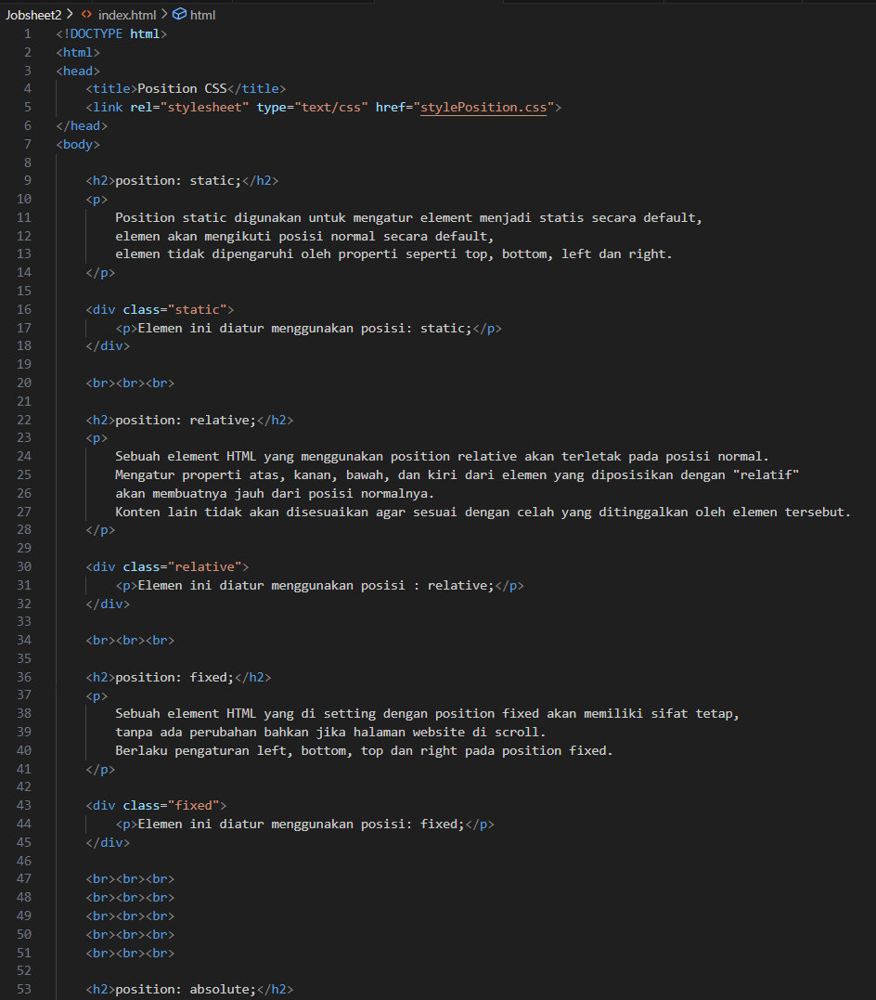 Jobsheet2 > <> index.html > html
1 <!DOCTYPE html>
2 <html>
3 <head>
4     <title>Position CSS</title>
5     <link rel="stylesheet" type="text/css" href="stylePosition.css">
6 </head>
7 <body>
8
9     <h2>position: static;</h2>
10     <p>
11         Position static digunakan untuk mengatur element menjadi statis secara default,
12         elemen akan mengikuti posisi normal secara default,
13         elemen tidak dipengaruhi oleh properti seperti top, bottom, left dan right.
14     </p>
15
16     <div class="static">
17         <p>Elemen ini diatur menggunakan posisi: static;</p>
18     </div>
19
20     <br><br><br>
21
22     <h2>position: relative;</h2>
23     <p>
24         Sebuah element HTML yang menggunakan position relative akan terletak pada posisi normal.
25         Mengatur properti atas, kanan, bawah, dan kiri dari elemen yang diposisikan dengan "relatif"
26         akan membuatnya jauh dari posisi normalnya.
27         Konten lain tidak akan disesuaikan agar sesuai dengan celah yang ditinggalkan oleh elemen tersebut.
28     </p>
29
30     <div class="relative">
31         <p>Elemen ini diatur menggunakan posisi : relative;</p>
32     </div>
33
34     <br><br><br>
35
36     <h2>position: fixed;</h2>
37     <p>
38         Sebuah element HTML yang di setting dengan position fixed akan memiliki sifat tetap,
39         tanpa ada perubahan bahkan jika halaman website di scroll.
40         Berlaku pengaturan left, bottom, top dan right pada position fixed.
41     </p>
42
43     <div class="fixed">
44         <p>Elemen ini diatur menggunakan posisi: fixed;</p>
45     </div>
46
47     <br><br><br>
48     <br><br><br>
49     <br><br><br>
50     <br><br><br>
51     <br><br><br>
52
53     <h2>position: absolute;</h2>